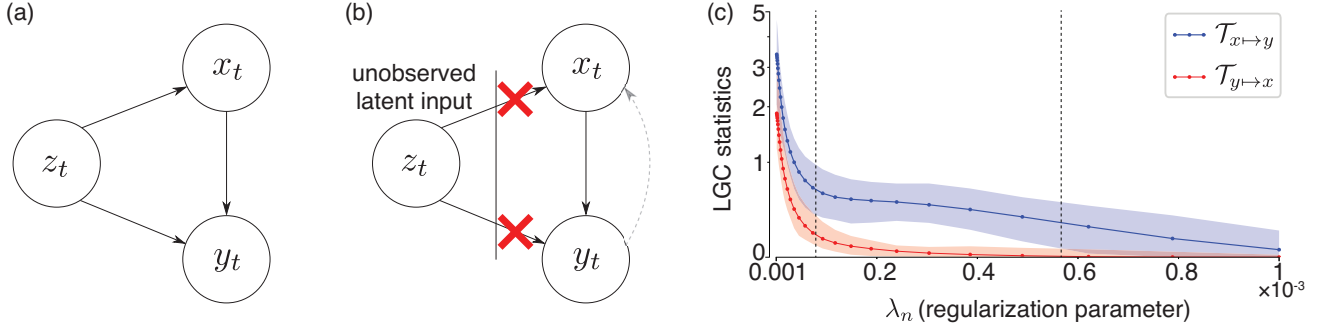 (a)
x_t
z_t
y_t
(b)
unobserved
latent input
x_t
z_t
y_t
(c)
LGC statistics
5
3
2
1
0
0.001
0.2
0.4
0.6
0.8
1
×10⁻³
λ_n (regularization parameter)
𝒯_{x↦y}
𝒯_{y↦x}